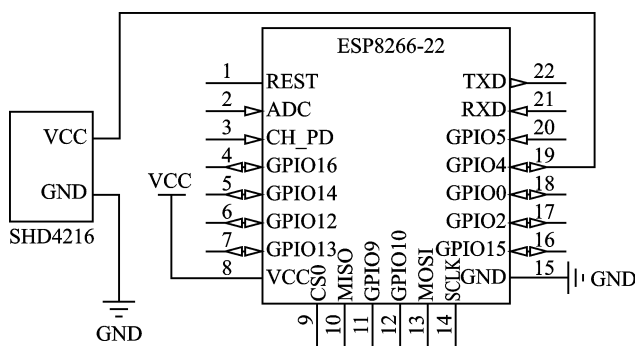 ESP8266-22
1 REST TXD 22
2 ADC RXD 21
3 CH_PD GPIO5 20
VCC 4 GPIO16 GPIO4 19
GND VCC 5 GPIO14 GPIO0 18
SHD4216 6 GPIO12 GPIO2 17
7 GPIO13 GPIO15 16
8 VCC GND 15 GND
CS0 MISO GPIO9 GPIO10 MOSI SCLK
9 10 11 12 13 14
GND